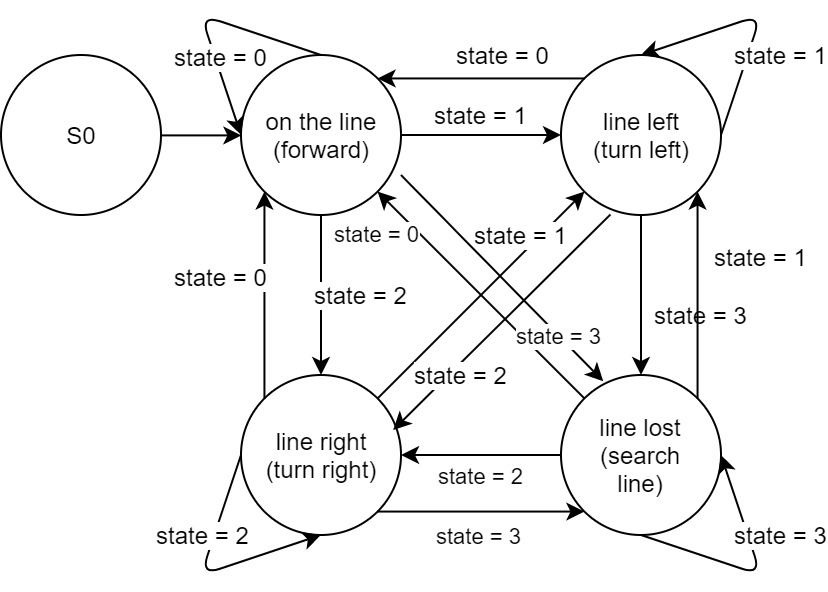 state = 0
state = 0
state = 1
S0
on the line
(forward)
state = 1
line left
(turn left)
state = 0
state = 1
state = 1
state = 0
state = 2
state = 3
state = 3
state = 2
line right
(turn right)
line lost
(search
line)
state = 2
state = 2
state = 3
state = 3